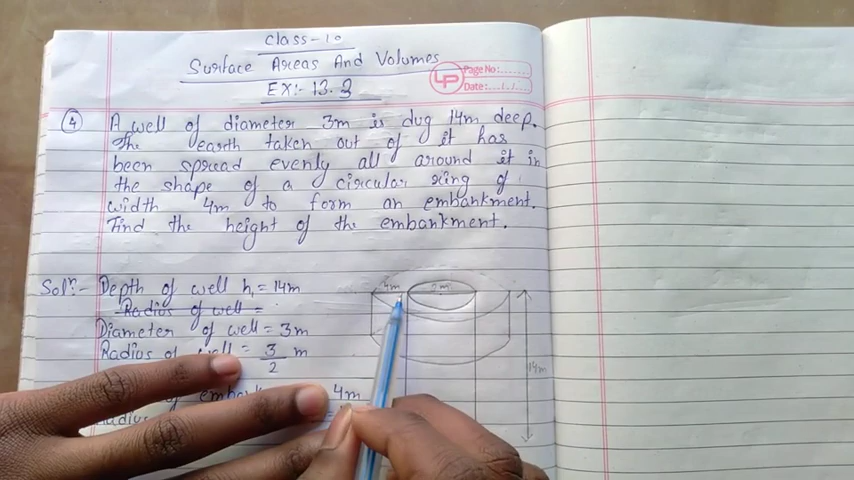 Class-10
Surface Areas And Volumes
LP
Page No:.......
Date:..../..../......
EX:- 13.3
4 A well of diameter 3m is dug 14m deep.
The earth taken out of it has
been spread evenly all around it in
the shape of a circular ring of
width 4m to form an embankment.
Find the height of the embankment.
Solⁿ:- Depth of well h₁ = 14m
Radius of well =
Diameter of well = 3m
Radius of well = 3/2 m
4m
4m
14m